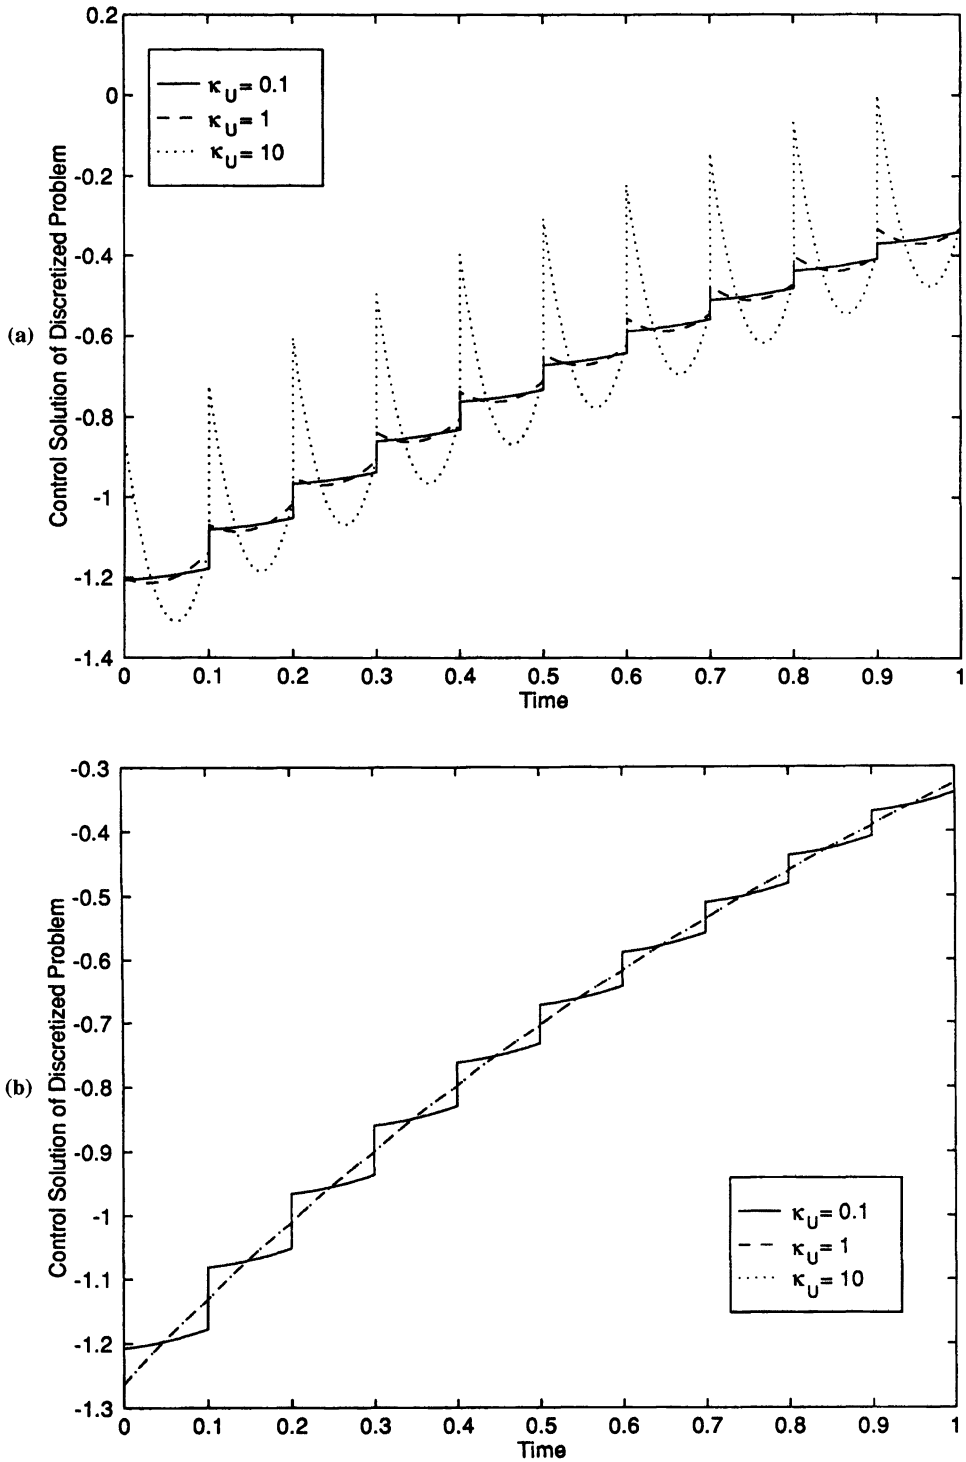 0.2
0
-0.2
-0.4
-0.6
-0.8
-1
-1.2
-1.4
Control Solution of Discretized Problem
(a)
κU= 0.1
κU= 1
κU= 10
0 0.1 0.2 0.3 0.4 0.5 0.6 0.7 0.8 0.9 1
Time
-0.3
-0.4
-0.5
-0.6
-0.7
-0.8
-0.9
-1
-1.1
-1.2
-1.3
Control Solution of Discretized Problem
(b)
κU= 0.1
κU= 1
κU= 10
0 0.1 0.2 0.3 0.4 0.5 0.6 0.7 0.8 0.9 1
Time